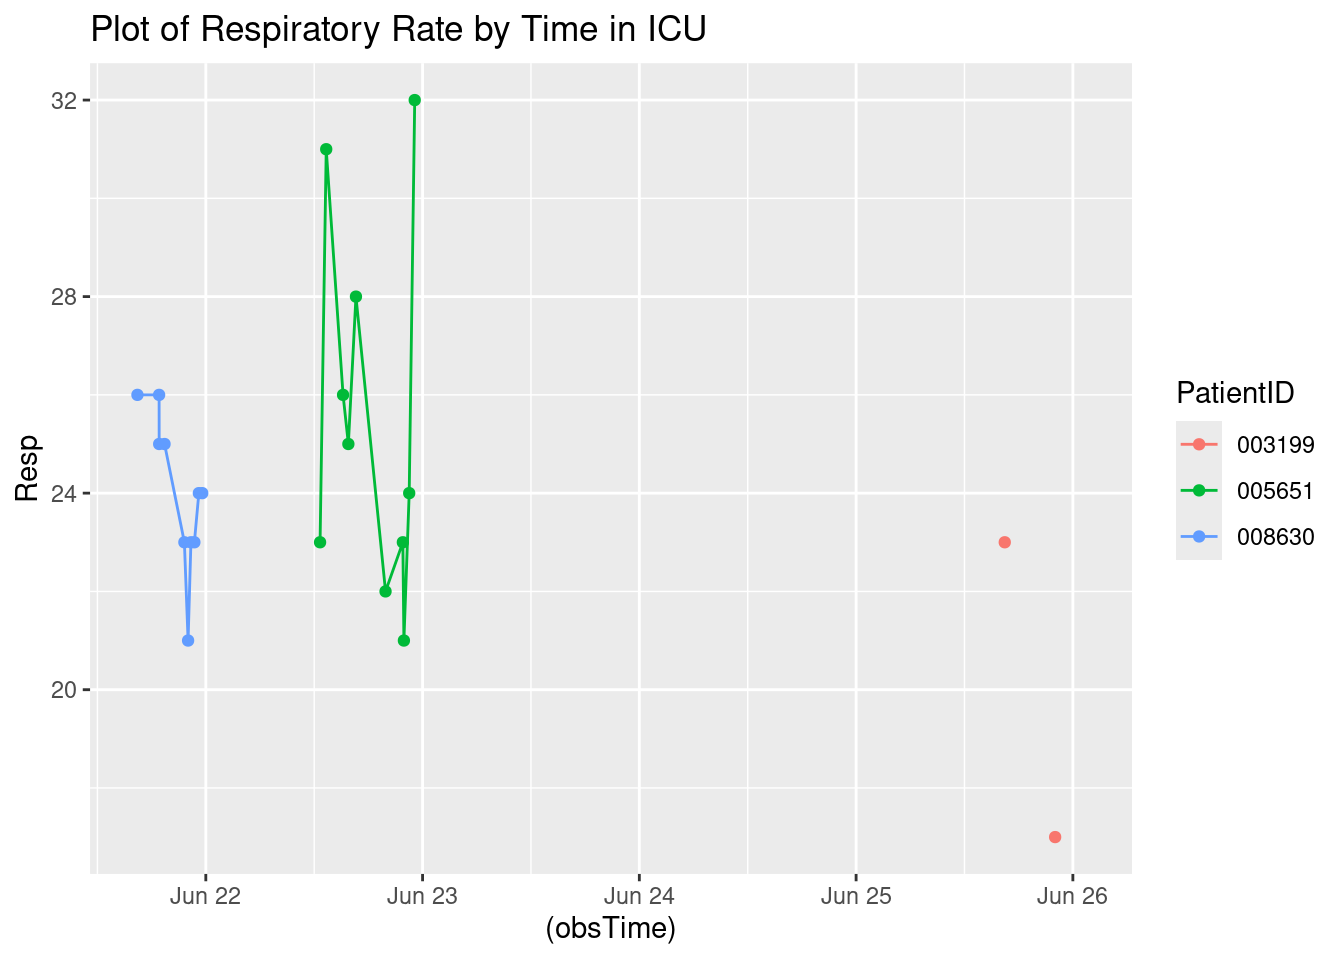 Plot of Respiratory Rate by Time in ICU
32
28
24
20
Resp
Jun 22
Jun 23
Jun 24
Jun 25
Jun 26
(obsTime)
PatientID
003199
005651
008630